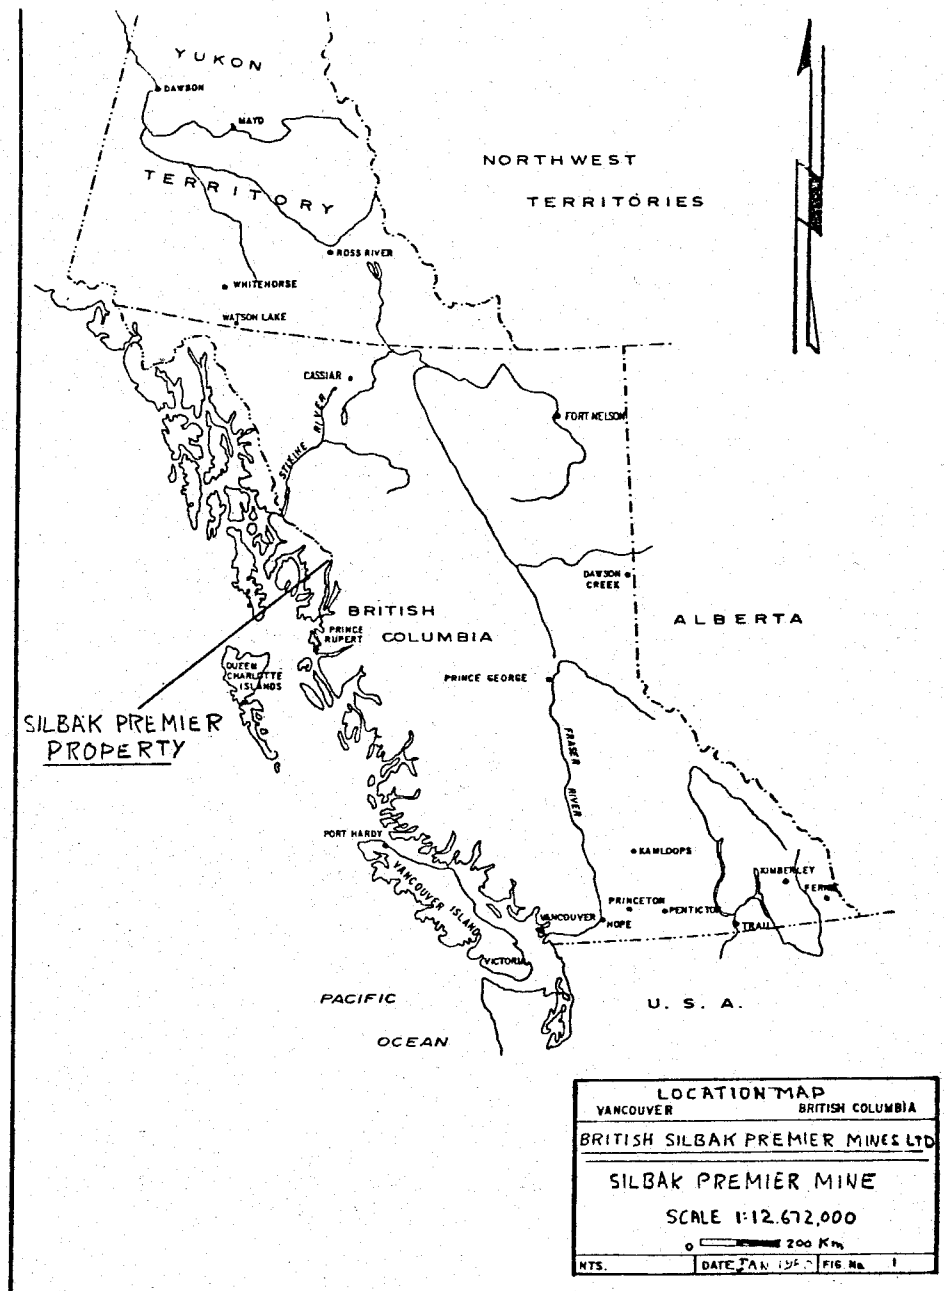 YUKON
DAWSON
MAYO
TERRITORY
NORTHWEST
TERRITORIES
ROSS RIVER
WHITEHORSE
WATSON LAKE
CASSIAR
STIKINE RIVER
FORT NELSON
DAWSON
CREEK
BRITISH
COLUMBIA
ALBERTA
PRINCE
RUPERT
QUEEN
CHARLOTTE
ISLANDS
PRINCE GEORGE
SILBAK PREMIER
PROPERTY
FRASER RIVER
PORT HARDY
VANCOUVER ISLAND
KAMLOOPS
KIMBERLEY
FERNIE
PRINCETON
PENTICTON
VANCOUVER
HOPE
TRAIL
VICTORIA
PACIFIC
OCEAN
U. S. A.
LOCATION MAP
VANCOUVER BRITISH COLUMBIA
BRITISH SILBAK PREMIER MINES LTD
SILBAK PREMIER MINE
SCALE 1:12.672,000
0 200 Km
NTS. DATE JAN FIG. No. 1